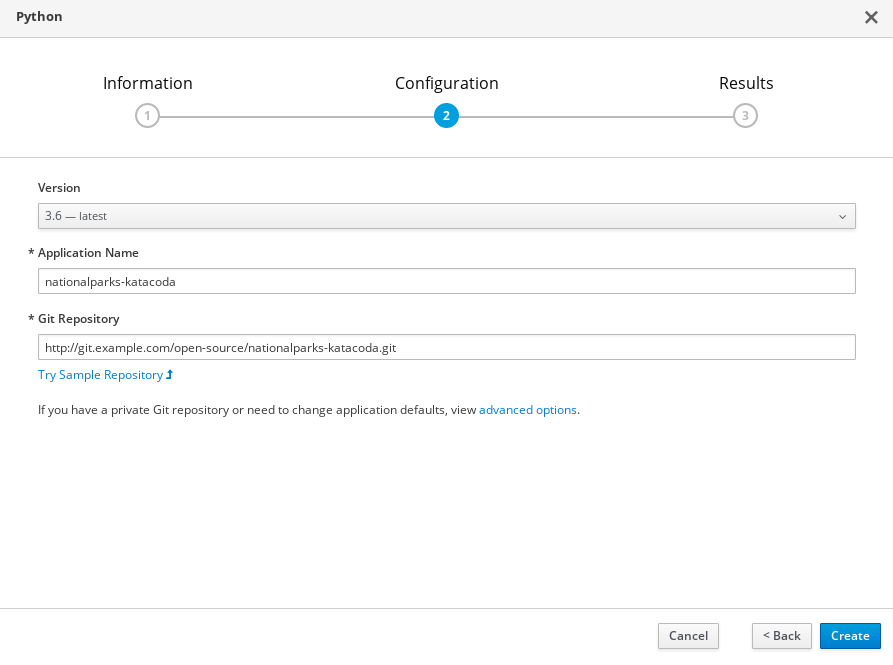 Python
Information
Configuration
Results
1
2
3
Version
3.6 — latest
* Application Name
nationalparks-katacoda
* Git Repository
http://git.example.com/open-source/nationalparks-katacoda.git
Try Sample Repository
If you have a private Git repository or need to change application defaults, view advanced options.
Cancel
< Back
Create